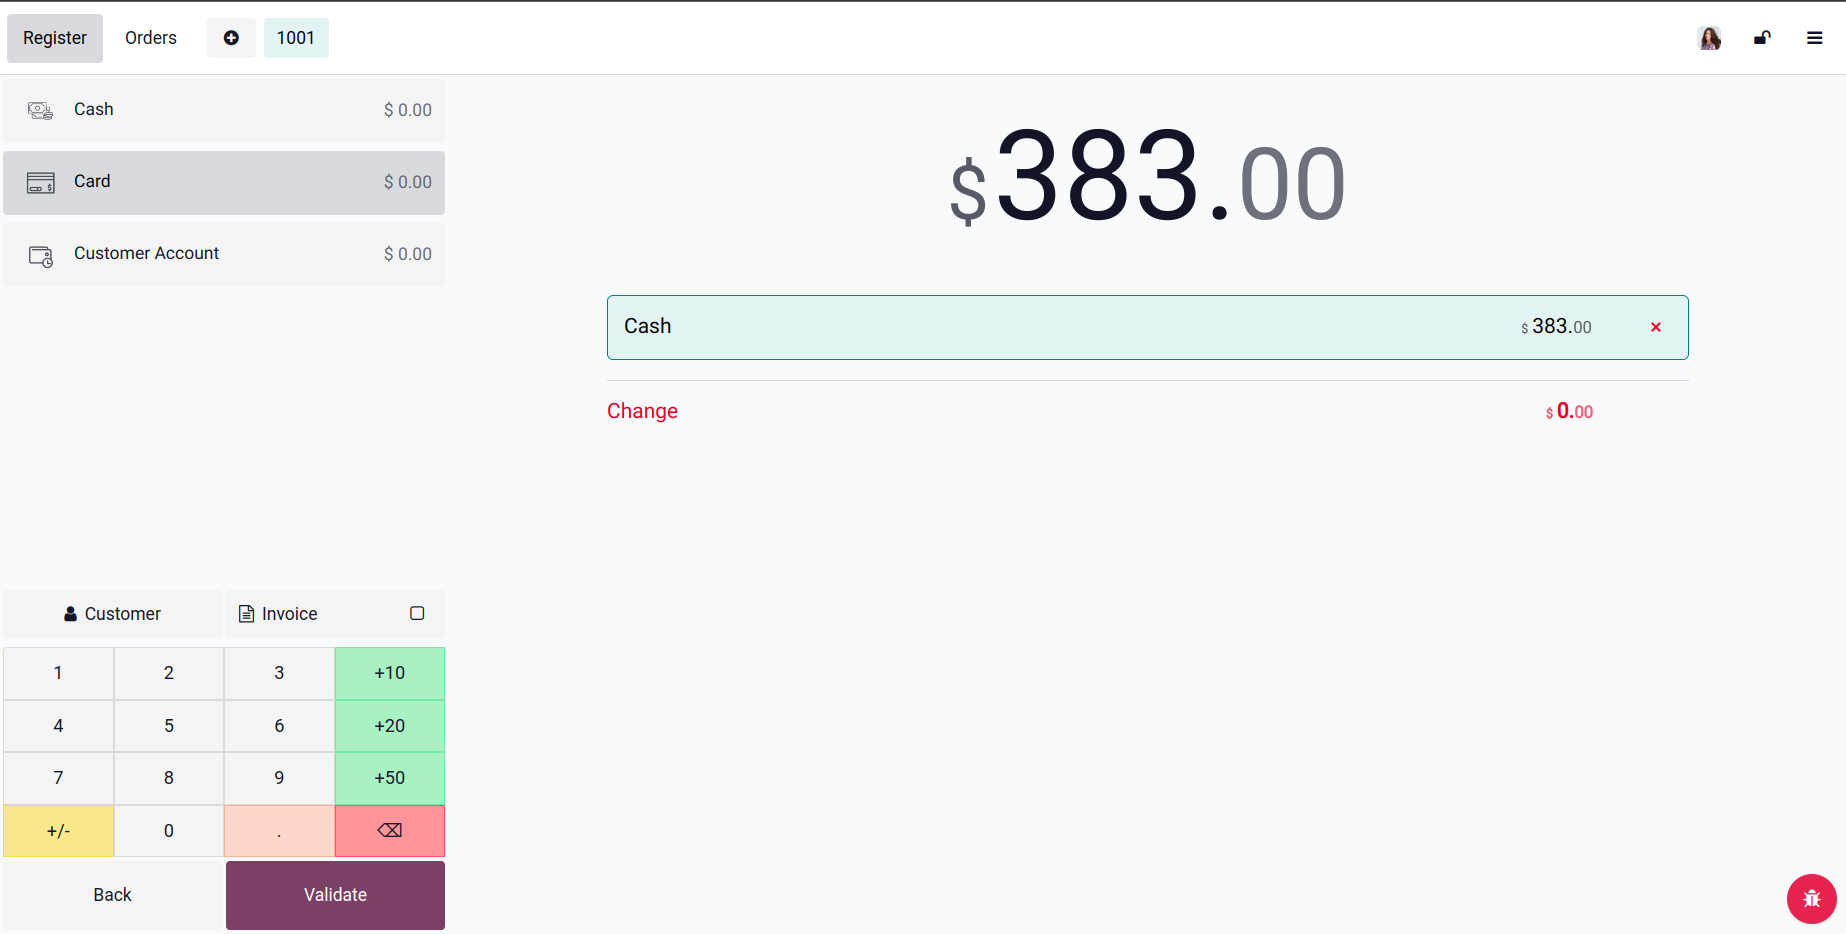 Register Orders 1001
Cash $ 0.00
Card $ 0.00
Customer Account $ 0.00
$383.00
Cash $ 383.00 ×
Change $ 0.00
Customer Invoice
1 2 3 +10
4 5 6 +20
7 8 9 +50
+/- 0 . ⌫
Back Validate